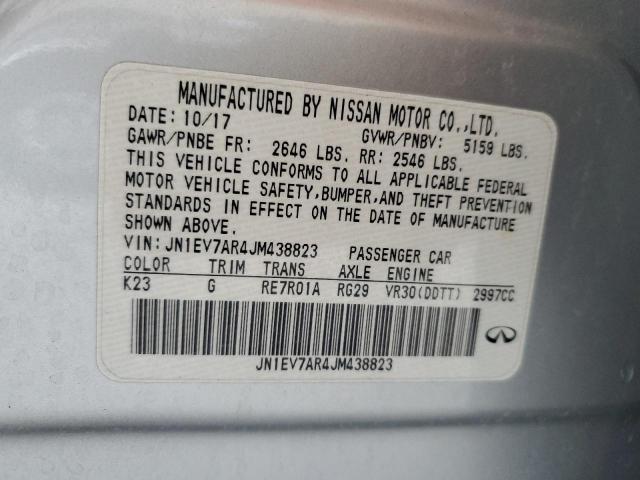 MANUFACTURED BY NISSAN MOTOR CO.,LTD.
DATE: 10/17 GVWR/PNBV: 5159 LBS.
GAWR/PNBE FR: 2646 LBS. RR: 2546 LBS.
THIS VEHICLE CONFORMS TO ALL APPLICABLE FEDERAL
MOTOR VEHICLE SAFETY,BUMPER,AND THEFT PREVENTION
STANDARDS IN EFFECT ON THE DATE OF MANUFACTURE
SHOWN ABOVE.
VIN: JN1EV7AR4JM438823 PASSENGER CAR
COLOR TRIM TRANS AXLE ENGINE
K23 G RE7R01A RG29 VR30(DDTT) 2997CC
JN1EV7AR4JM438823